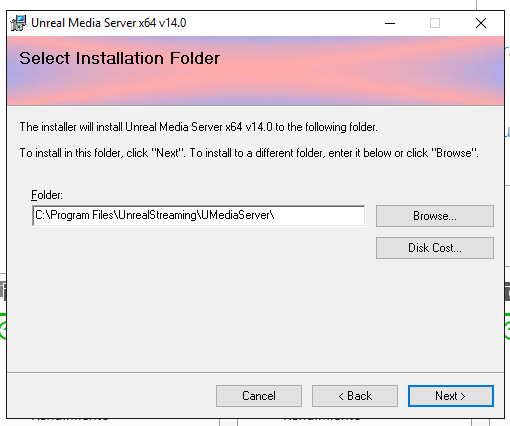 Unreal Media Server x64 v14.0
Select Installation Folder
The installer will install Unreal Media Server x64 v14.0 to the following folder.
To install in this folder, click "Next". To install to a different folder, enter it below or click "Browse".
Folder:
C:\Program Files\UnrealStreaming\UMediaServer\
Browse...
Disk Cost...
Cancel
< Back
Next >